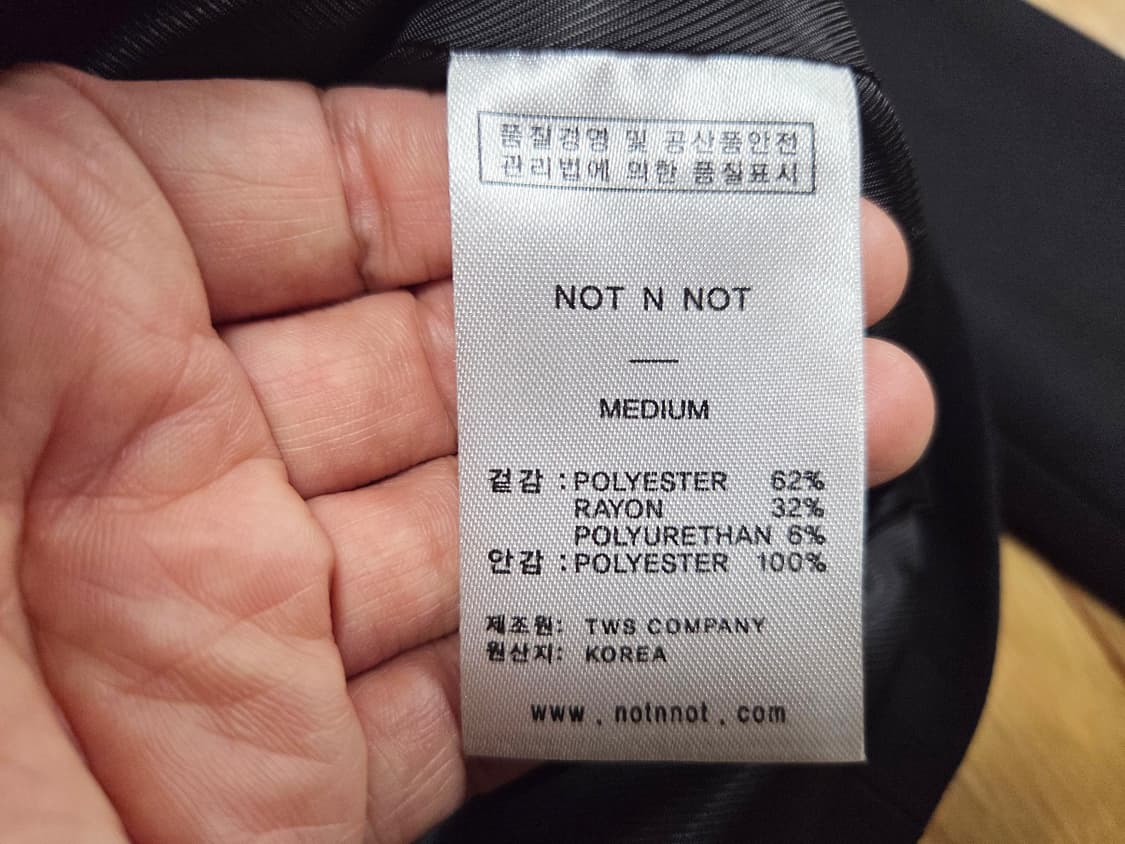 품질경영 및 공산품안전
관리법에 의한 품질표시
NOT N NOT
MEDIUM
겉감 : POLYESTER 62%
RAYON 32%
POLYURETHAN 6%
안감 : POLYESTER 100%
제조원: TWS COMPANY
원산지: KOREA
www . notnnot . com